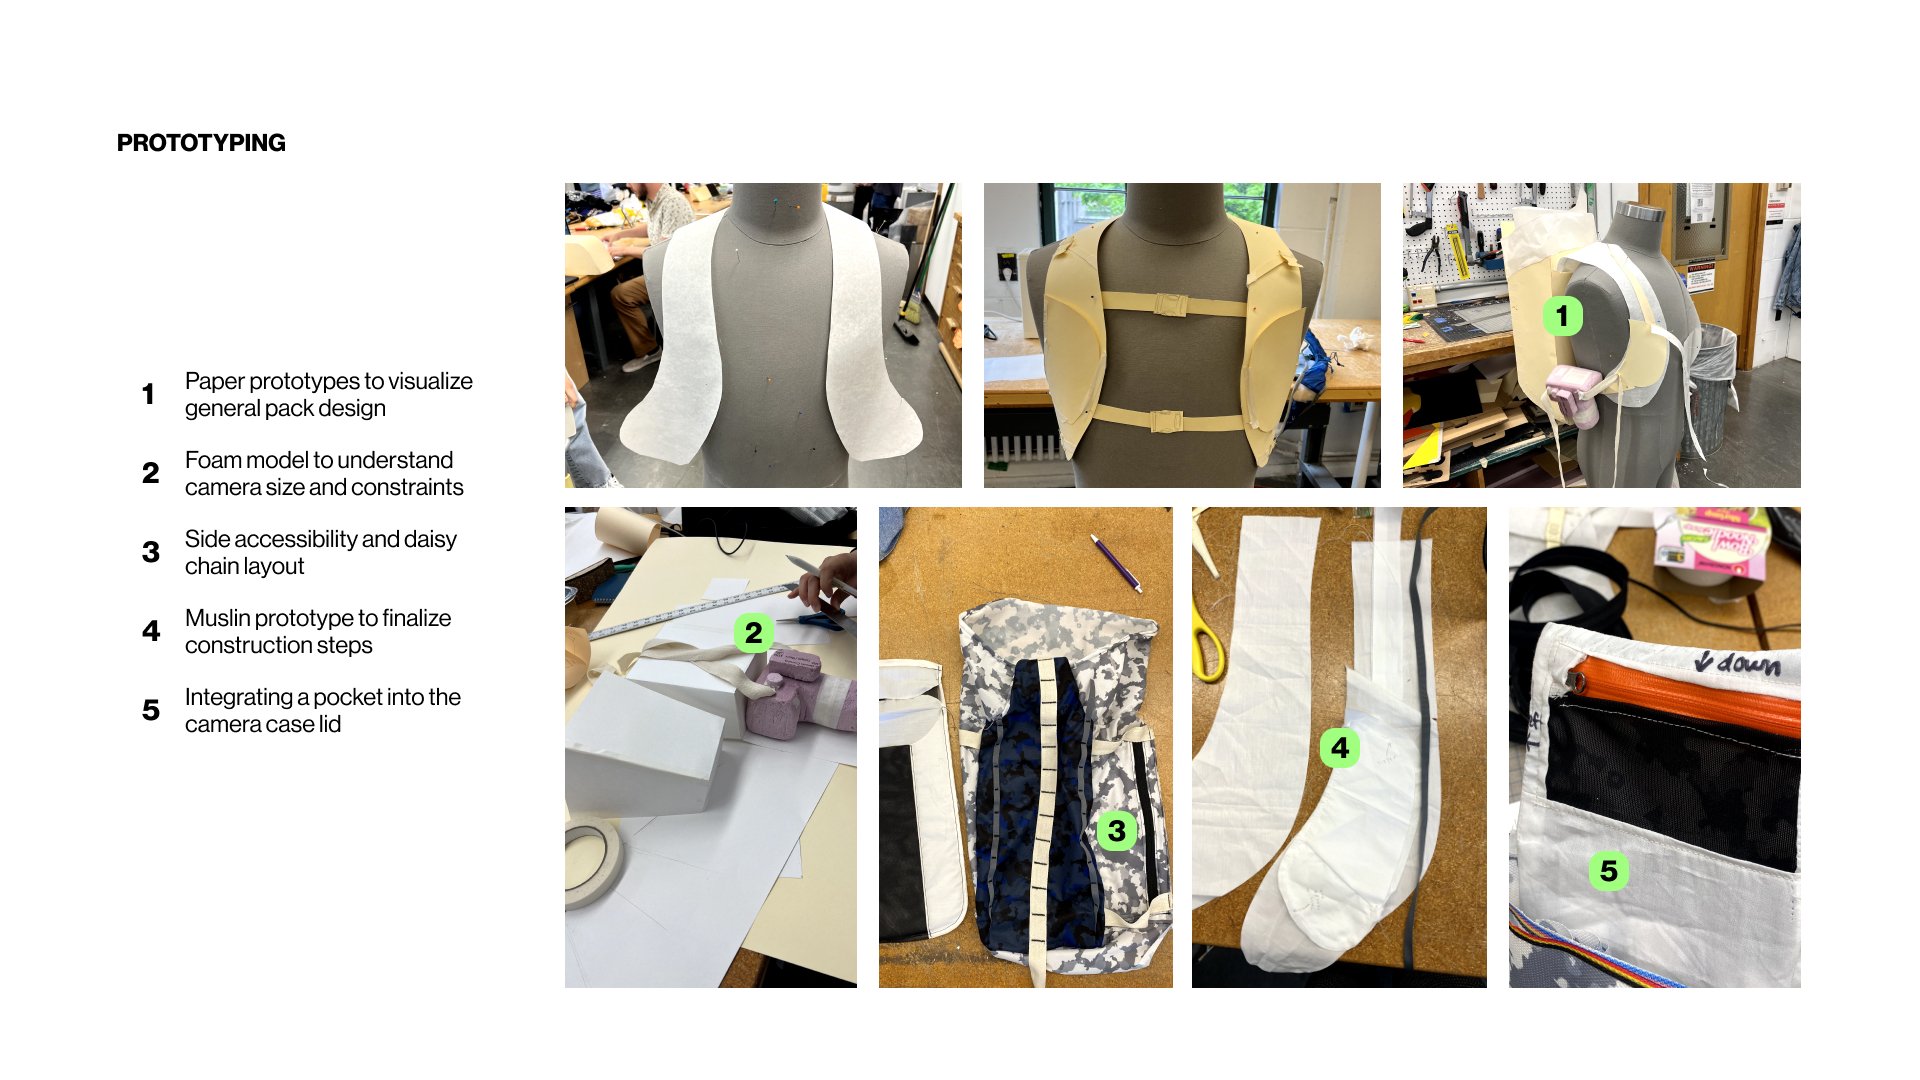 PROTOTYPING
1 Paper prototypes to visualize
general pack design
2 Foam model to understand
camera size and constraints
3 Side accessibility and daisy
chain layout
4 Muslin prototype to finalize
construction steps
5 Integrating a pocket into the
camera case lid
1
2
3
4
5
↓ down